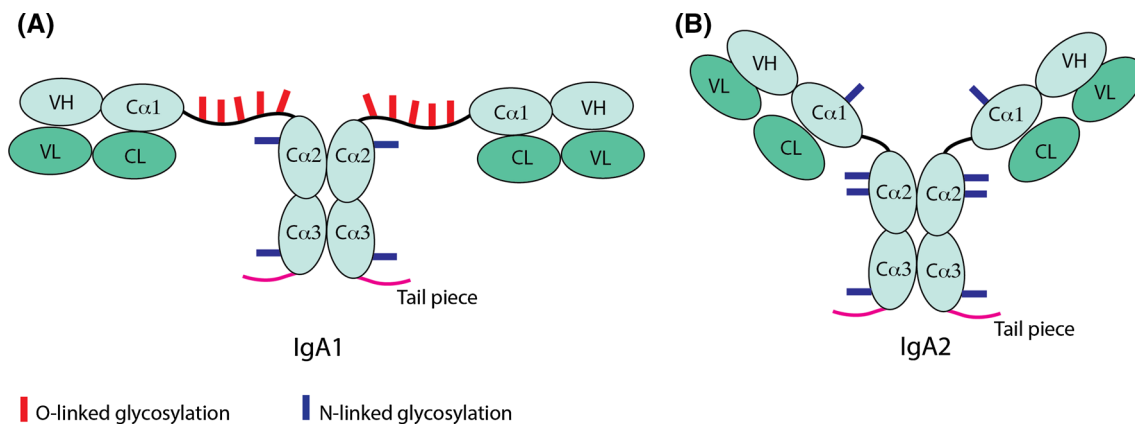 (A)
VH
Cα1
VL
CL
Cα2
Cα2
Cα3
Cα3
Cα1
VH
CL
VL
Tail piece
IgA1
(B)
VL
VH
Cα1
CL
Cα1
VH
VL
CL
Cα2
Cα2
Cα3
Cα3
Tail piece
IgA2
O-linked glycosylation
N-linked glycosylation